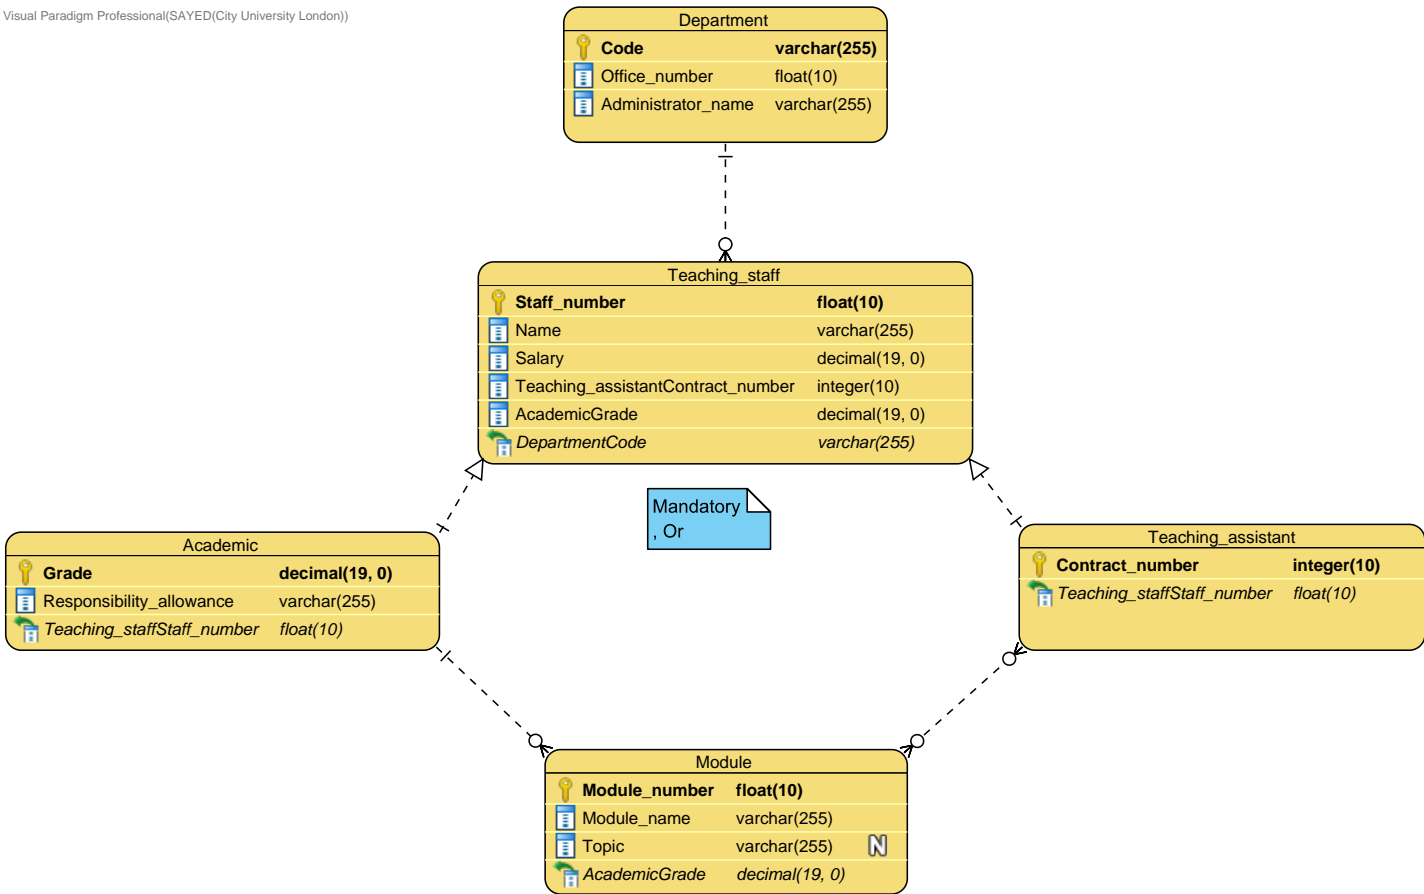 Visual Paradigm Professional(SAYED(City University London))
Department
Code varchar(255)
Office_number float(10)
Administrator_name varchar(255)
Teaching_staff
Staff_number float(10)
Name varchar(255)
Salary decimal(19, 0)
Teaching_assistantContract_number integer(10)
AcademicGrade decimal(19, 0)
DepartmentCode varchar(255)
Mandatory
, Or
Academic
Grade decimal(19, 0)
Responsibility_allowance varchar(255)
Teaching_staffStaff_number float(10)
Teaching_assistant
Contract_number integer(10)
Teaching_staffStaff_number float(10)
Module
Module_number float(10)
Module_name varchar(255)
Topic varchar(255) N
AcademicGrade decimal(19, 0)